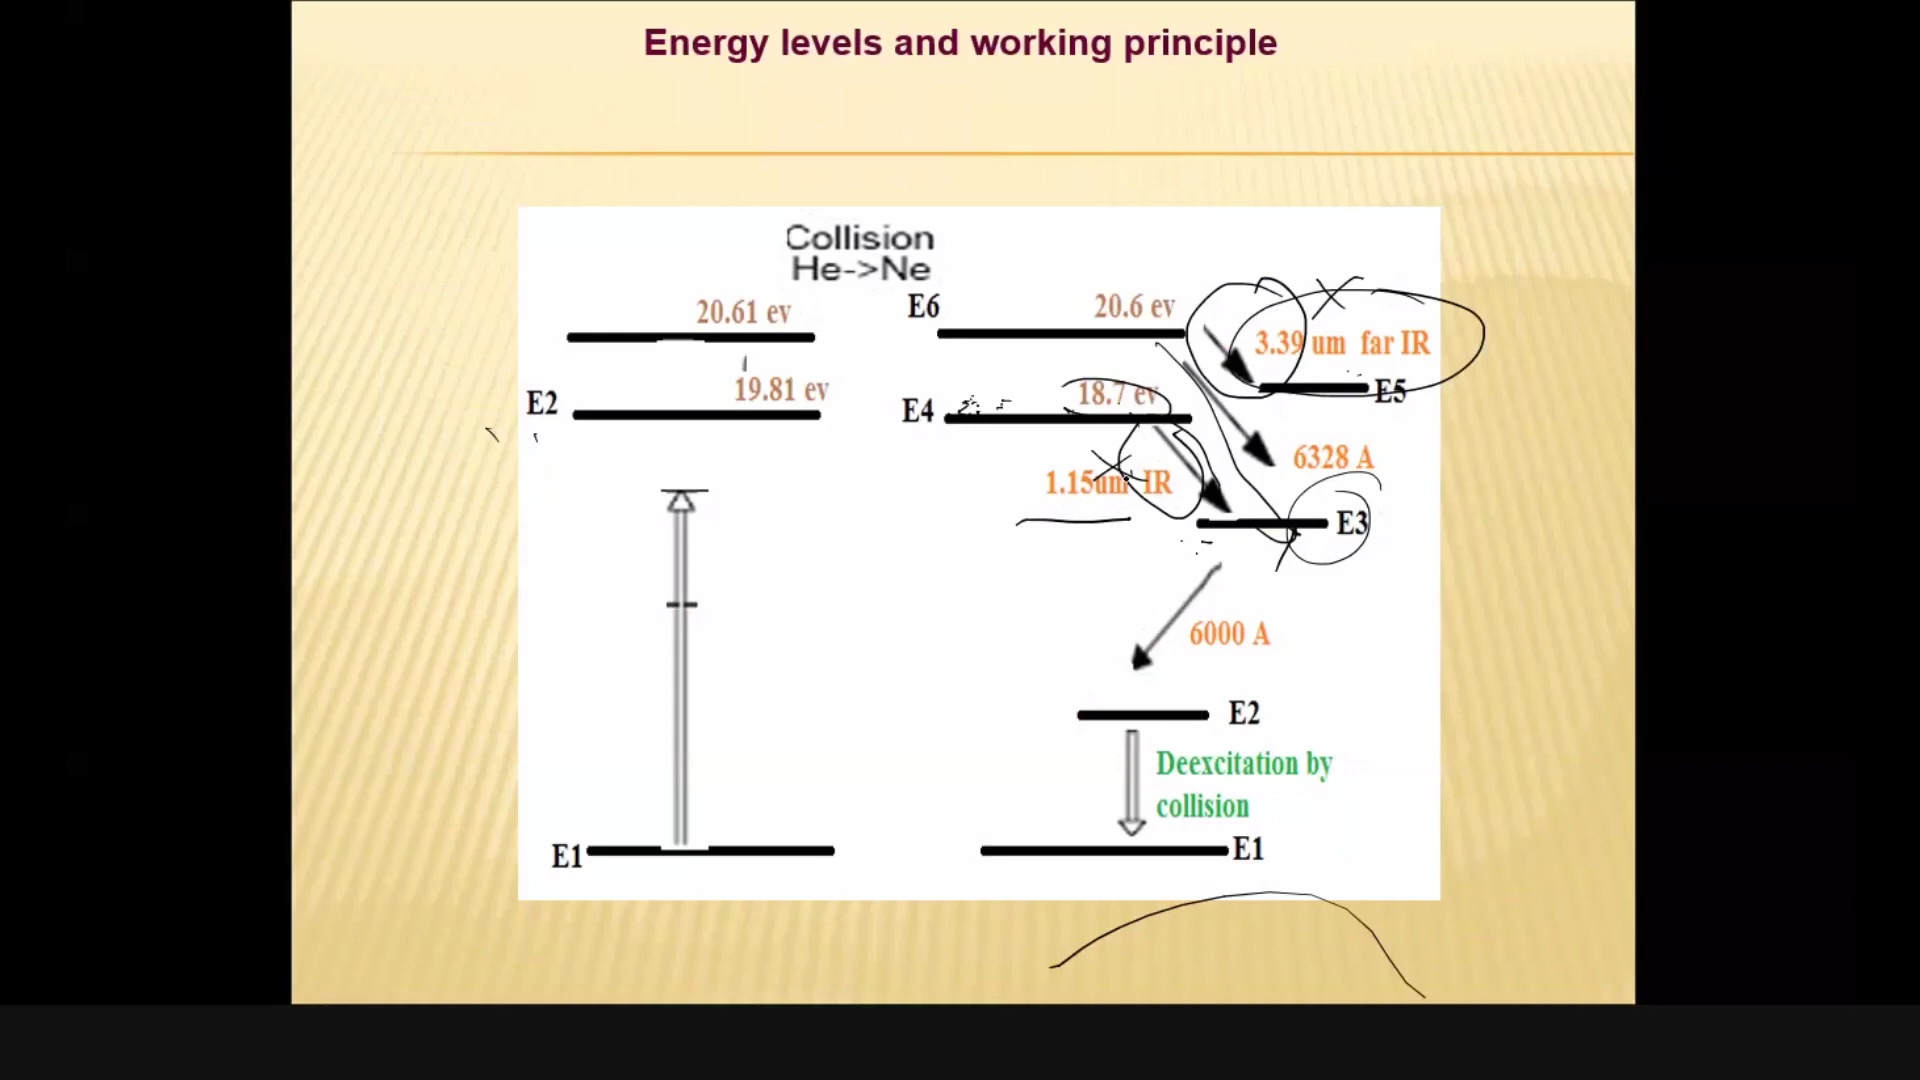 Energy levels and working principle
Collision
He->Ne
20.61 ev
E6
20.6 ev
3.39 um far IR
E5
E2
19.81 ev
E4
18.7 ev
6328 A
1.15um IR
E3
6000 A
E2
Deexcitation by
collision
E1
E1